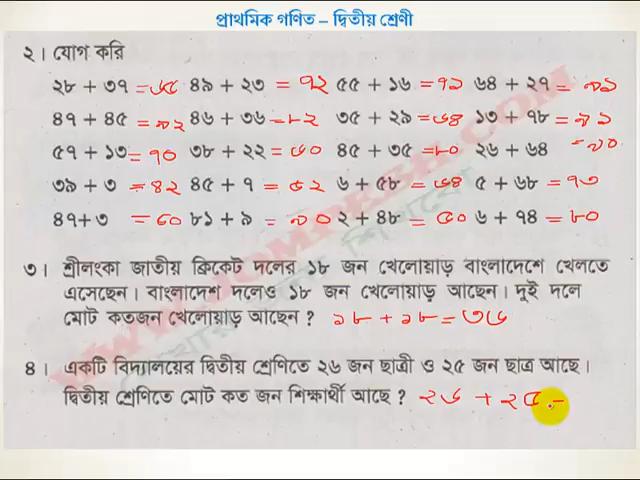 প্রাথমিক গণিত – দ্বিতীয় শ্রেণী
২। যোগ করি
২৮ + ৩৭ = ৬৫ ৪৯ + ২৩ = ৭২ ৫৫ + ১৬ = ৭১ ৬৪ + ২৭ = ৯১
৪৭ + ৪৫ = ৯২ ৪৬ + ৩৬ = ৮২ ৩৫ + ২৯ = ৬৪ ১৩ + ৭৮ = ৯১
৫৭ + ১৩ = ৭০ ৩৮ + ২২ = ৬০ ৪৫ + ৩৫ = ৮০ ২৬ + ৬৪ = ৯০
৩৯ + ৩ = ৪২ ৪৫ + ৭ = ৫২ ৬ + ৫৮ = ৬৪ ৫ + ৬৮ = ৭৩
৪৭ + ৩ = ৫০ ৮১ + ৯ = ৯০ ২ + ৪৮ = ৫০ ৬ + ৭৪ = ৮০
৩। শ্রীলংকা জাতীয় ক্রিকেট দলের ১৮ জন খেলোয়াড় বাংলাদেশে খেলতে
এসেছেন। বাংলাদেশ দলেও ১৮ জন খেলোয়াড় আছেন। দুই দলে
মোট কতজন খেলোয়াড় আছেন ? ১৮ + ১৮ = ৩৬
৪। একটি বিদ্যালয়ের দ্বিতীয় শ্রেণিতে ২৬ জন ছাত্রী ও ২৫ জন ছাত্র আছে।
দ্বিতীয় শ্রেণিতে মোট কত জন শিক্ষার্থী আছে ? ২৬ + ২৫ =